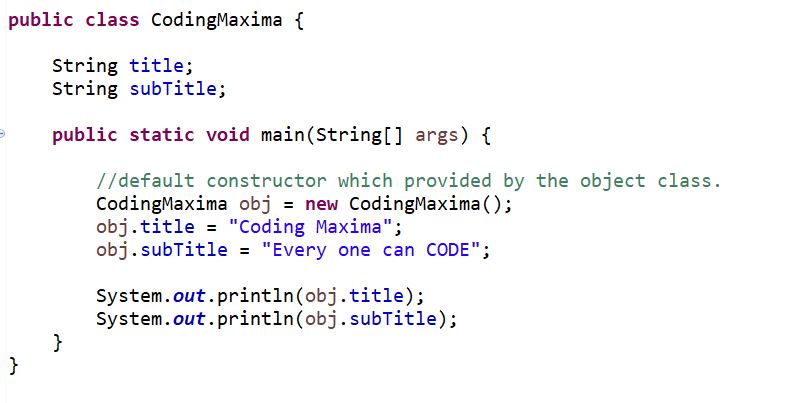 public class CodingMaxima {
String title;
String subTitle;
public static void main(String[] args) {
//default constructor which provided by the object class.
CodingMaxima obj = new CodingMaxima();
obj.title = "Coding Maxima";
obj.subTitle = "Every one can CODE";
System.out.println(obj.title);
System.out.println(obj.subTitle);
}
}